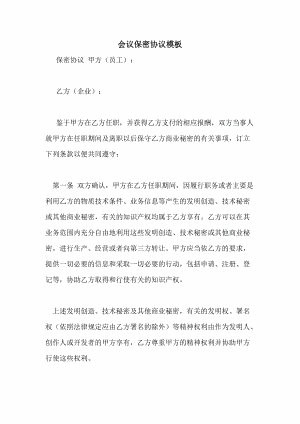 会议保密协议模板
保密协议 甲方（员工）：
乙方（企业）：
鉴于甲方在乙方任职，并获得乙方支付的相应报酬，双方当事人
就甲方在任职期间及离职以后保守乙方商业秘密的有关事项，订立
下列条款以便共同遵守：
第一条 双方确认，甲方在乙方任职期间，因履行职务或者主要是
利用乙方的物质技术条件、业务信息等产生的发明创造、技术秘密
或其他商业秘密，有关的知识产权均属于乙方享有。乙方可以在其
业务范围内充分自由地利用这些发明创造、技术秘密或其他商业秘
密，进行生产、经营或者向第三方转让。甲方应当依乙方的要求，
提供一切必要的信息和采取一切必要的行动，包括申请、注册、登
记等，协助乙方取得和行使有关的知识产权。
上述发明创造、技术秘密及其他商业秘密，有关的发明权、署名
权（依照法律规定应由乙方署名的除外）等精神权利由作为发明人、
创作人或开发者的甲方享有，乙方尊重甲方的精神权利并协助甲方
行使这些权利。